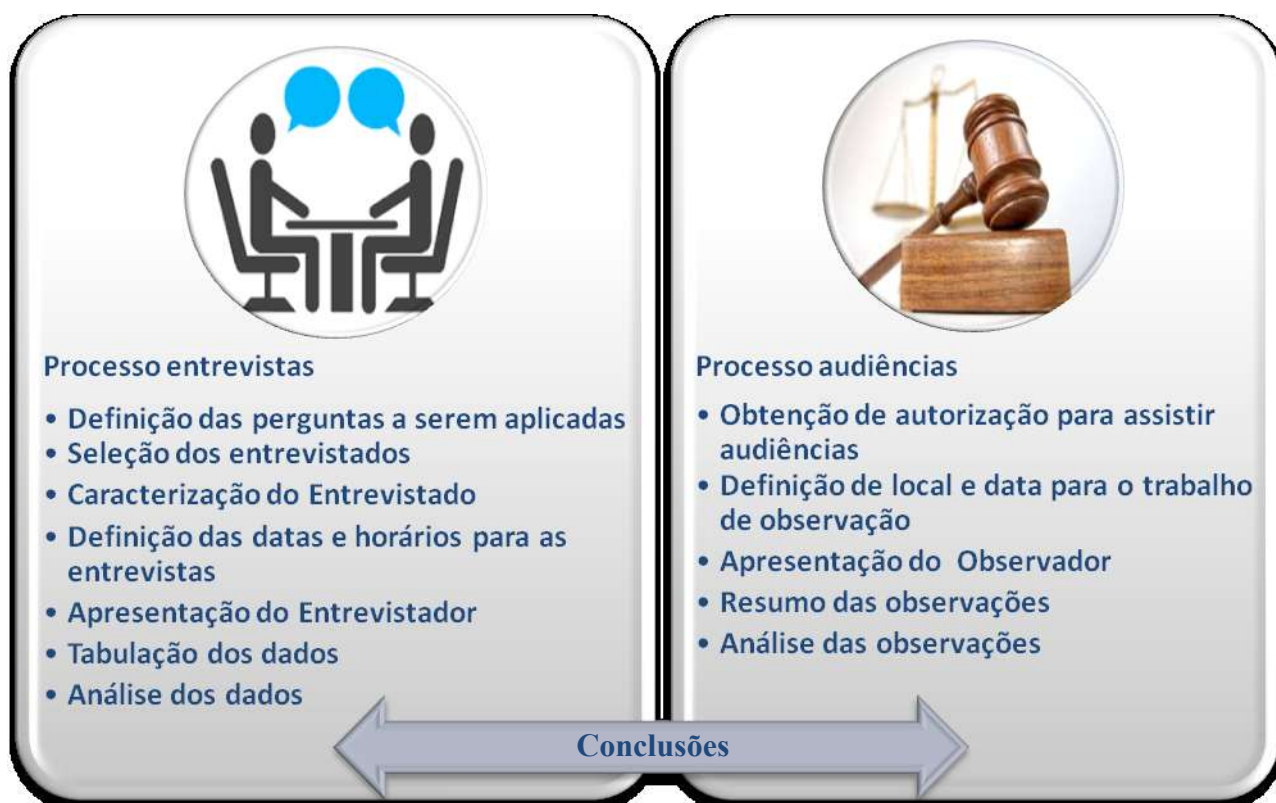 Processo entrevistas
• Definição das perguntas a serem aplicadas
• Seleção dos entrevistados
• Caracterização do Entrevistado
• Definição das datas e horários para as
entrevistas
• Apresentação do Entrevistador
• Tabulação dos dados
• Análise dos dados
Processo audiências
• Obtenção de autorização para assistir
audiências
• Definição de local e data para o trabalho
de observação
• Apresentação do Observador
• Resumo das observações
• Análise das observações
Conclusões